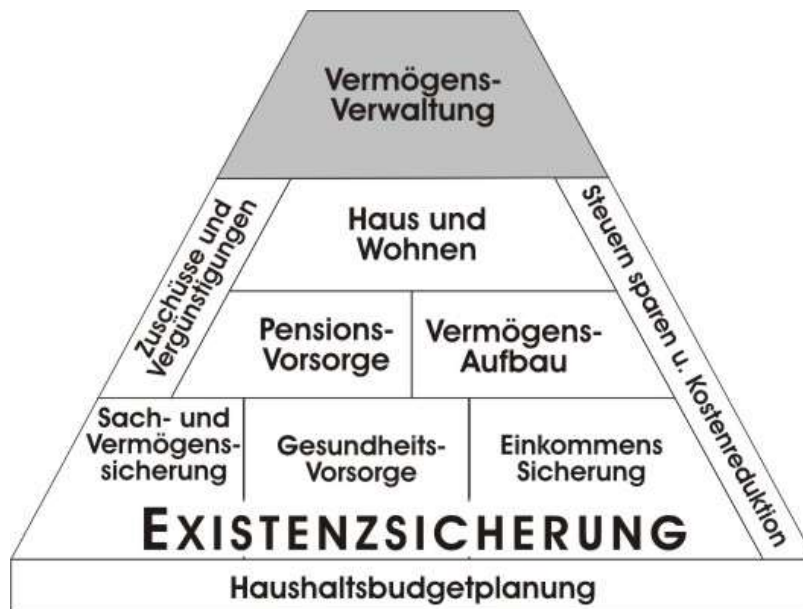 Vermögens-
Verwaltung
Zuschüsse und
Vergünstigungen
Haus und
Wohnen
Steuern sparen u. Kostenreduktion
Pensions-
Vorsorge
Vermögens-
Aufbau
Sach- und
Vermögens-
sicherung
Gesundheits-
Vorsorge
Einkommens
Sicherung
EXISTENZSICHERUNG
Haushaltsbudgetplanung